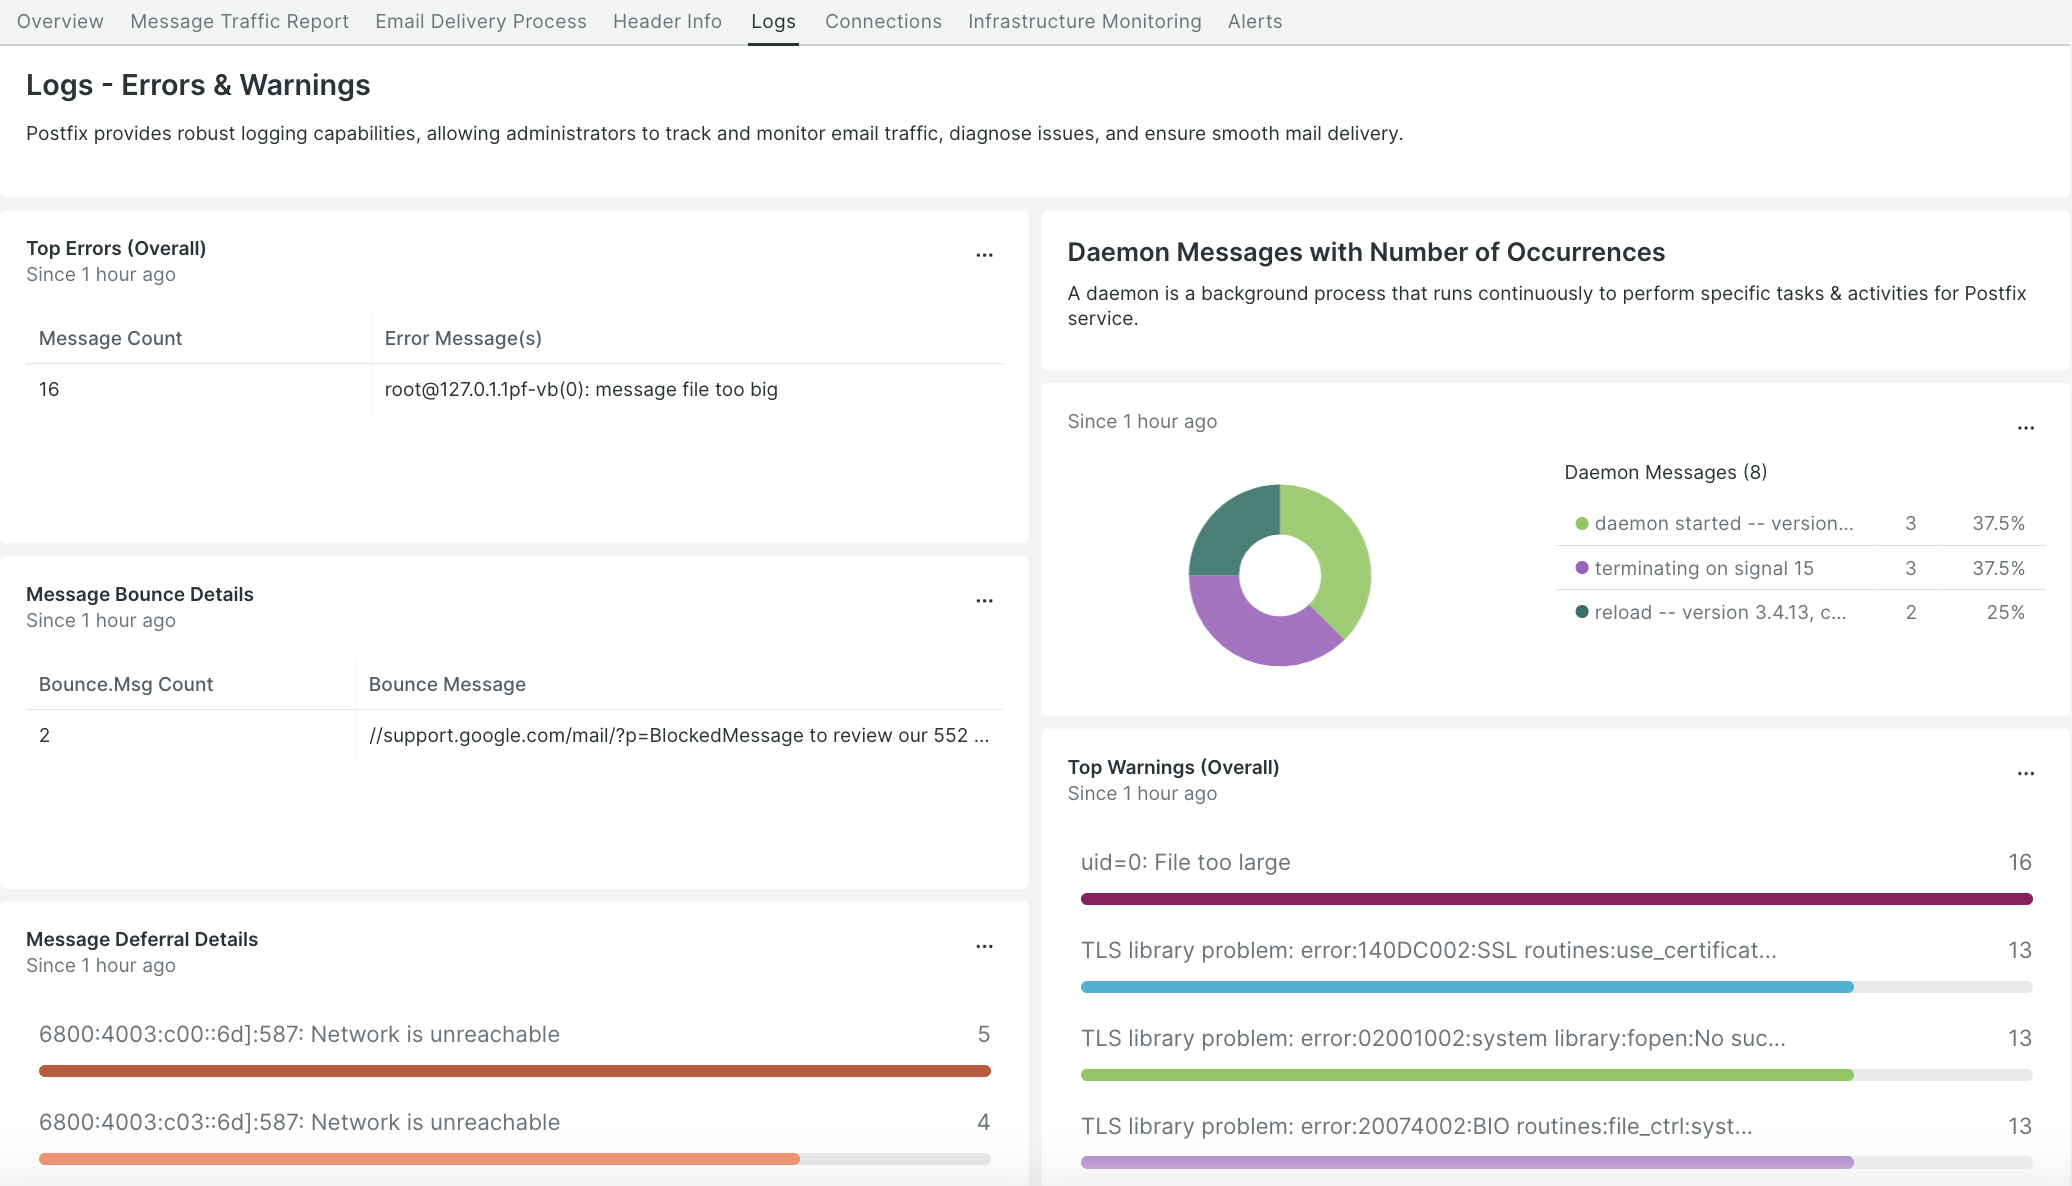 Overview Message Traffic Report Email Delivery Process Header Info Logs Connections Infrastructure Monitoring Alerts
Logs - Errors & Warnings
Postfix provides robust logging capabilities, allowing administrators to track and monitor email traffic, diagnose issues, and ensure smooth mail delivery.
Top Errors (Overall)
Since 1 hour ago
...
Message Count Error Message(s)
16 root@127.0.1.1pf-vb(0): message file too big
Message Bounce Details
Since 1 hour ago
...
Bounce.Msg Count Bounce Message
2 //support.google.com/mail/?p=BlockedMessage to review our 552 ...
Message Deferral Details
Since 1 hour ago
...
6800:4003:c00::6d]:587: Network is unreachable 5
6800:4003:c03::6d]:587: Network is unreachable 4
Daemon Messages with Number of Occurrences
A daemon is a background process that runs continuously to perform specific tasks & activities for Postfix
service.
Since 1 hour ago
...
Daemon Messages (8)
daemon started -- version... 3 37.5%
terminating on signal 15 3 37.5%
reload -- version 3.4.13, c... 2 25%
Top Warnings (Overall)
Since 1 hour ago
...
uid=0: File too large 16
TLS library problem: error:140DC002:SSL routines:use_certificat... 13
TLS library problem: error:02001002:system library:fopen:No suc... 13
TLS library problem: error:20074002:BIO routines:file_ctrl:syst... 13